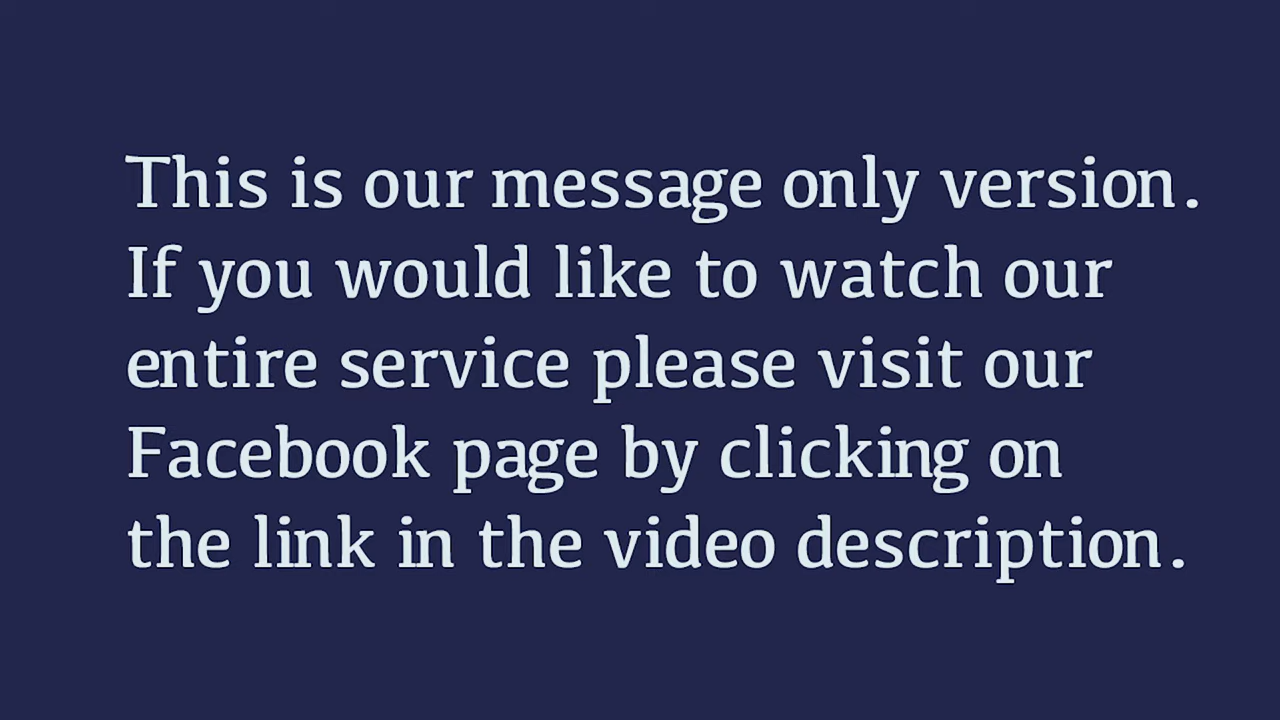 This is our message only version.
If you would like to watch our
entire service please visit our
Facebook page by clicking on
the link in the video description.